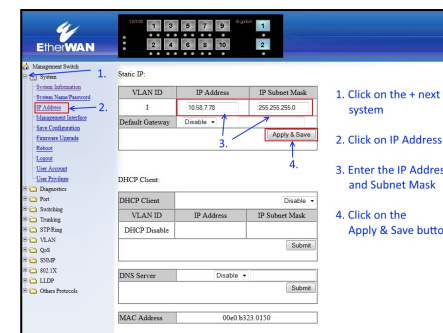 10/100
1 3 5 7 9
Gigabit
1
2 4 6 8 10
2
EtherWAN
Management Switch
System
1.
System Information
System Name/Password
IP Address
2.
Management Interface
Save Configuration
Firmware Upgrade
Reboot
Logout
User Account
User Privilege
Diagnostics
Port
Switching
Trunking
STP/Ring
VLAN
QoS
SNMP
802.1X
LLDP
Others Protocols
Static IP:
VLAN ID IP Address IP Subnet Mask
1 10.58.7.78 255.255.255.0
Default Gateway Disable
Apply & Save
3.
4.
DHCP Client:
DHCP Client Disable
VLAN ID IP Address IP Subnet Mask
DHCP Disable
Submit
DNS Server Disable
Submit
MAC Address 00e0.b323.0150
1. Click on the + next
system
2. Click on IP Address
3. Enter the IP Addres
and Subnet Mask
4. Click on the
Apply & Save butto